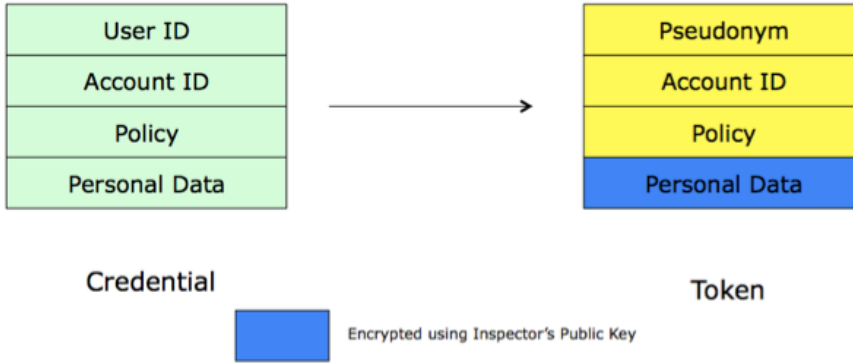 User ID
Account ID
Policy
Personal Data
Pseudonym
Account ID
Policy
Personal Data
Credential
Token
Encrypted using Inspector's Public Key